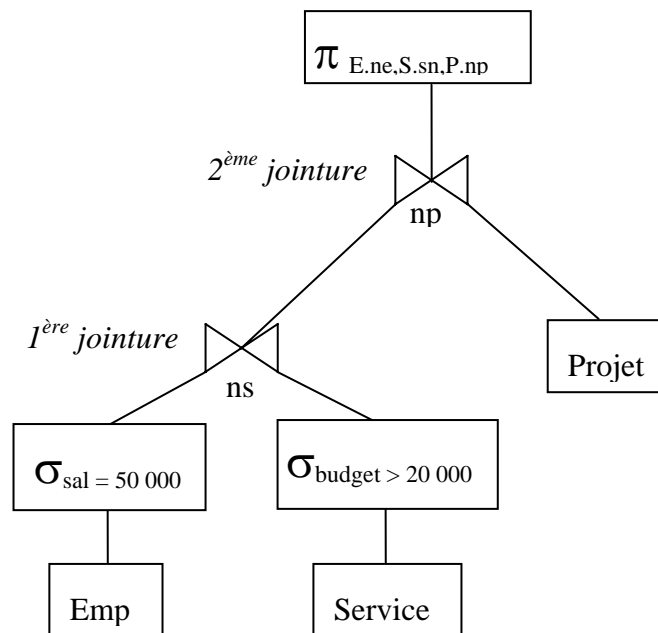 π E.ne,S.sn,P.np
2ème jointure
np
1ère jointure
ns
Projet
σsal = 50 000
σbudget > 20 000
Emp
Service